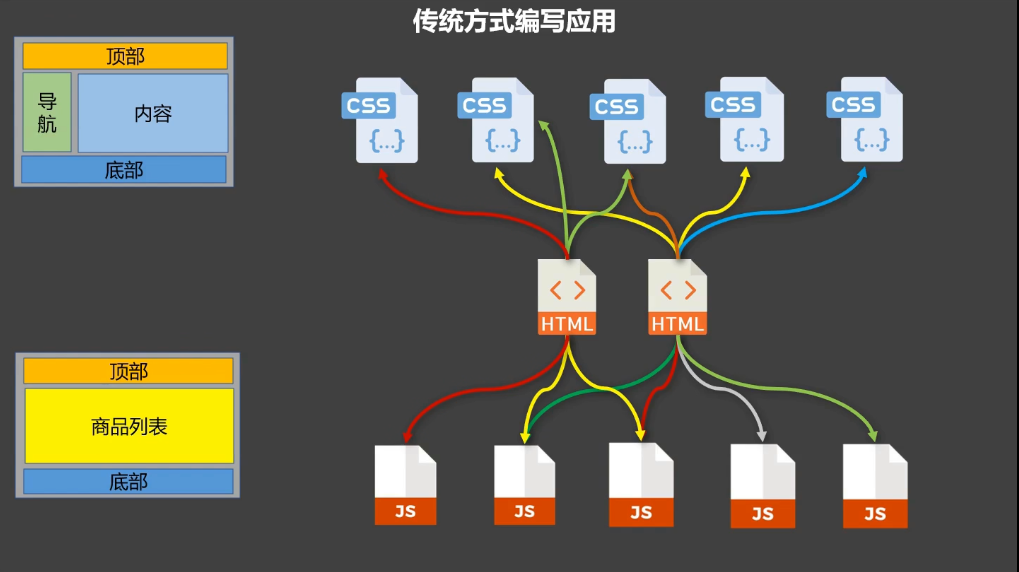 传统方式编写应用
顶部
导航
内容
底部
CSS
{...}
CSS
{...}
CSS
{...}
CSS
{...}
CSS
{...}
< >
HTML
< >
HTML
顶部
商品列表
底部
JS
JS
JS
JS
JS